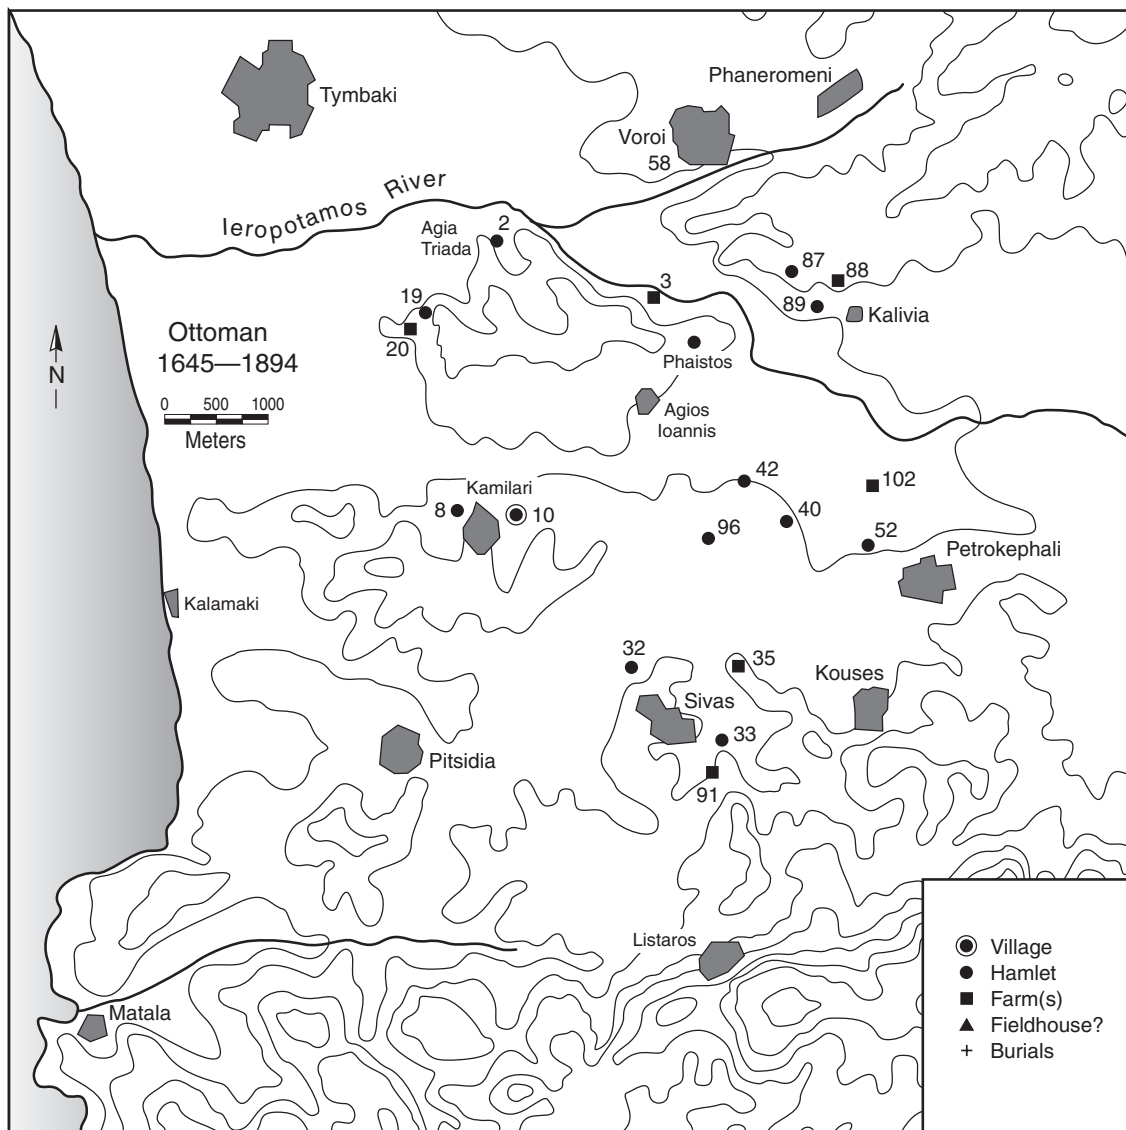 Phaneromeni
Tymbaki
Voroi
58
Ieropotamos River
Agia
Triada
2
87
88
3
19
89
Kalivia
20
Ottoman
1645—1894
N
Phaistos
0 500 1000
Meters
Agios
Ioannis
42
102
Kamilari
8
10
40
96
52
Petrokephali
Kalamaki
32
35
Kouses
Sivas
33
Pitsidia
91
Listaros
Matala
Village
Hamlet
Farm(s)
Fieldhouse?
Burials